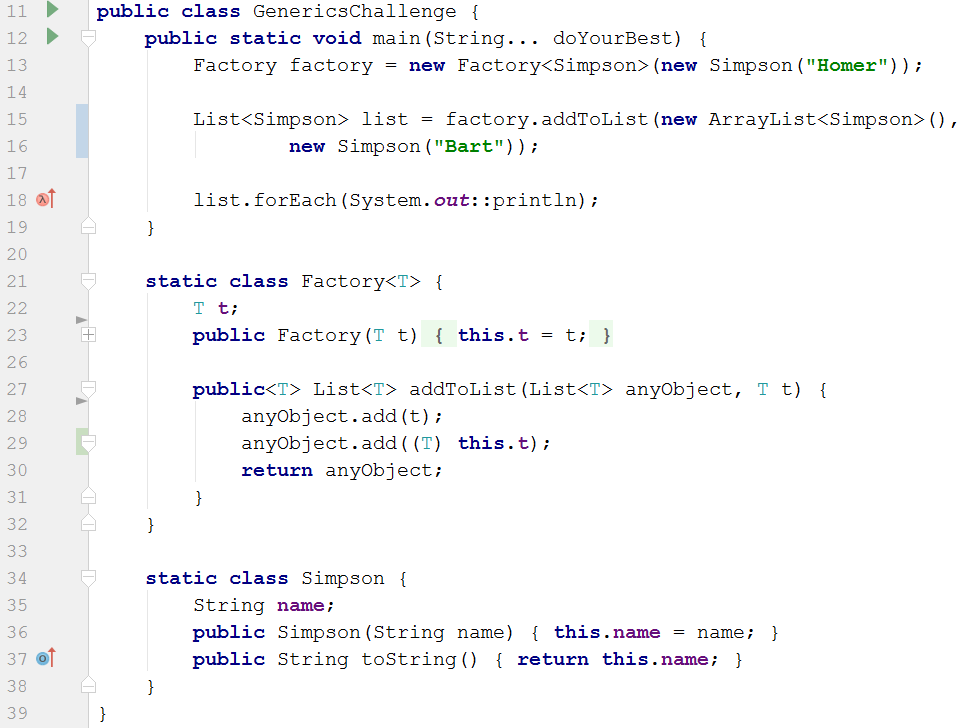 11 public class GenericsChallenge {
12     public static void main(String... doYourBest) {
13         Factory factory = new Factory<Simpson>(new Simpson("Homer"));
14
15         List<Simpson> list = factory.addToList(new ArrayList<Simpson>(),
16                 new Simpson("Bart"));
17
18         list.forEach(System.out::println);
19     }
20
21     static class Factory<T> {
22         T t;
23         public Factory(T t) { this.t = t; }
26
27         public<T> List<T> addToList(List<T> anyObject, T t) {
28             anyObject.add(t);
29             anyObject.add((T) this.t);
30             return anyObject;
31         }
32     }
33
34     static class Simpson {
35         String name;
36         public Simpson(String name) { this.name = name; }
37         public String toString() { return this.name; }
38     }
39 }